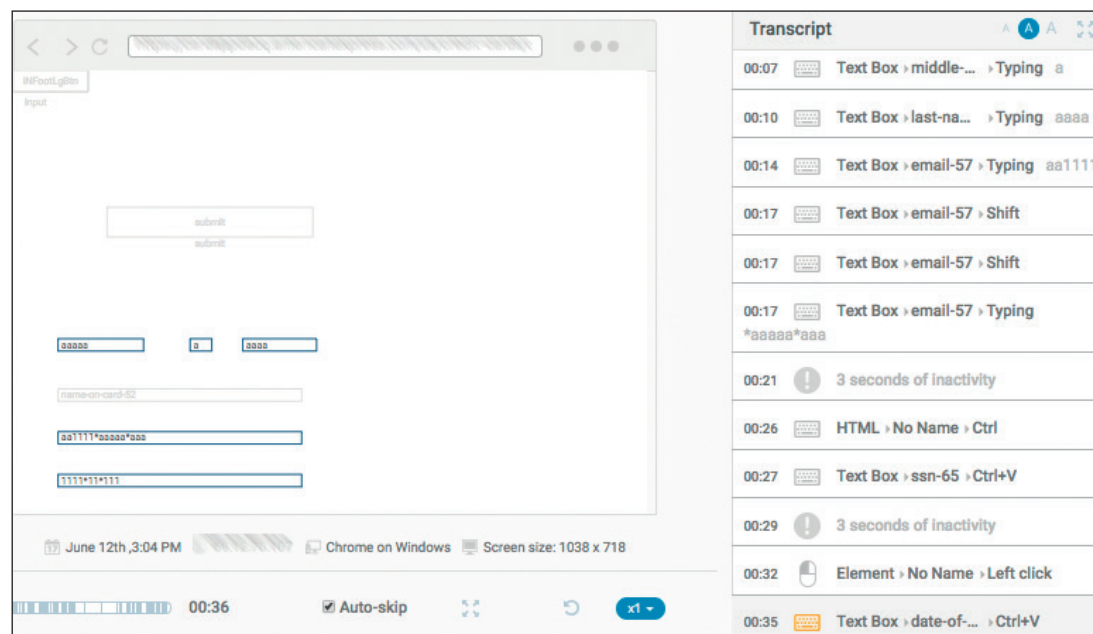 INFootLgBtn
Input
submit
submit
aaaaa a aaaa
name-on-card-52
aa1111*aaaaa*aaa
1111*11*111
June 12th ,3:04 PM Chrome on Windows Screen size: 1038 x 718
00:36 Auto-skip x1
Transcript A A A
00:07 Text Box middle-... Typing a
00:10 Text Box last-na... Typing aaaa
00:14 Text Box email-57 Typing aa1111
00:17 Text Box email-57 Shift
00:17 Text Box email-57 Shift
00:17 Text Box email-57 Typing
*aaaaa*aaa
00:21 3 seconds of inactivity
00:26 HTML No Name Ctrl
00:27 Text Box ssn-65 Ctrl+V
00:29 3 seconds of inactivity
00:32 Element No Name Left click
00:35 Text Box date-of-... Ctrl+V